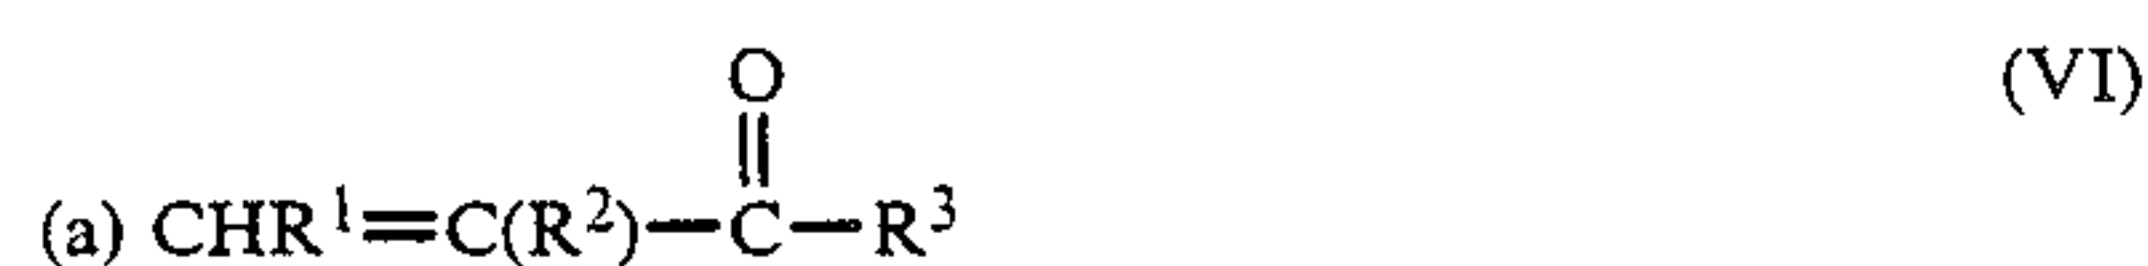 O (VI)
(a) CHR¹=C(R²)—C—R³